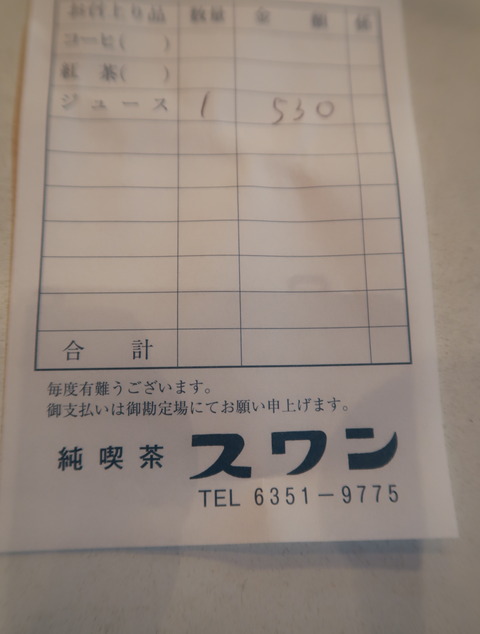 お召上り品 数量 金額 係
コーヒ( )
紅茶( )
ジュース 1 530
合計
毎度有難うございます。
御支払いは御勘定場にてお願い申上げます。
純喫茶 スワン
TEL 6351-9775